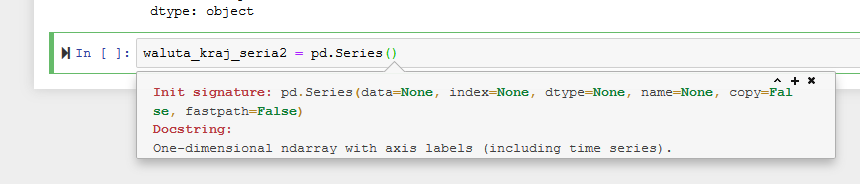 dtype: object
In [ ]: waluta_kraj_seria2 = pd.Series()
Init signature: pd.Series(data=None, index=None, dtype=None, name=None, copy=Fal
se, fastpath=False)
Docstring:
One-dimensional ndarray with axis labels (including time series).